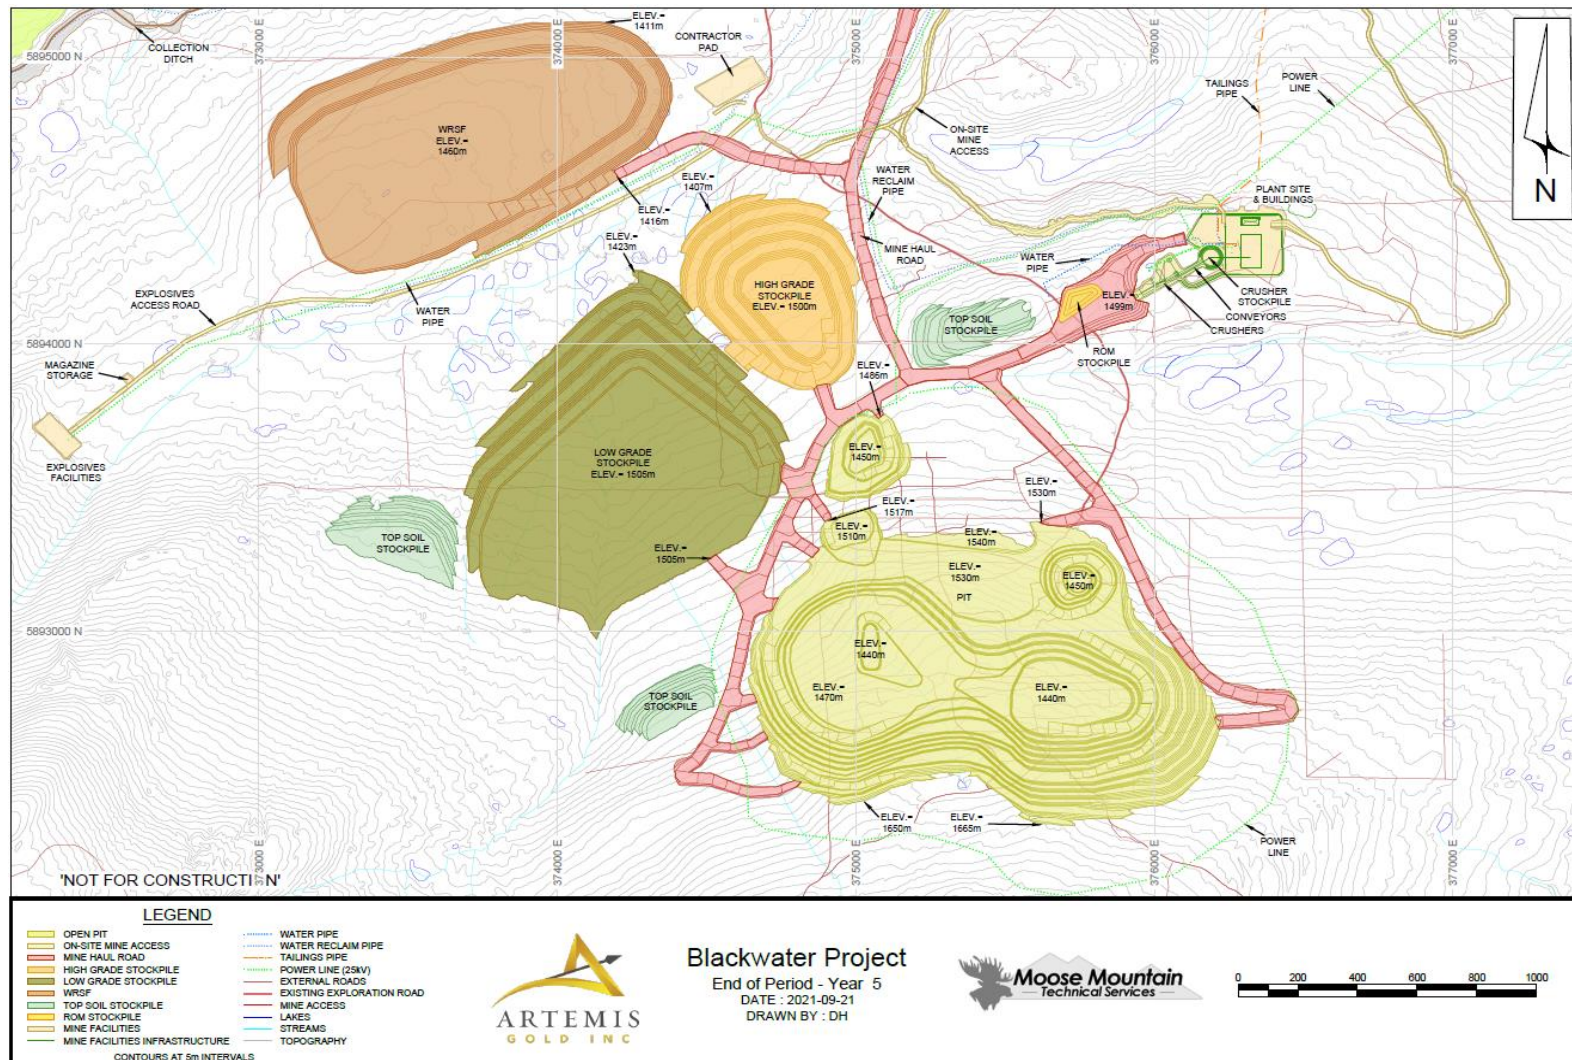 ELEV.=
1411m
COLLECTION
DITCH
373000 E
374000 E
CONTRACTOR
PAD
375000 E
376000 E
377000 E
5895000 N
TAILINGS
PIPE
POWER
LINE
WRSF
ELEV.=
1460m
ON-SITE
MINE
ACCESS
WATER
RECLAIM
PIPE
ELEV.=
1407m
ELEV.=
1416m
ELEV.=
1423m
PLANT SITE
& BUILDINGS
N
MINE HAUL
ROAD
WATER
PIPE
EXPLOSIVES
ACCESS ROAD
WATER
PIPE
HIGH GRADE
STOCKPILE
ELEV.= 1500m
ELEV.=
1499m
CRUSHER
STOCKPILE
CONVEYORS
CRUSHERS
TOP SOIL
STOCKPILE
ROM
STOCKPILE
5894000 N
MAGAZINE
STORAGE
ELEV.=
1486m
EXPLOSIVES
FACILITIES
LOW GRADE
STOCKPILE
ELEV.= 1505m
ELEV.=
1450m
ELEV.=
1517m
ELEV.=
1530m
TOP SOIL
STOCKPILE
ELEV.=
1510m
ELEV.=
1540m
ELEV.=
1505m
ELEV.=
1530m
PIT
ELEV.=
1450m
5893000 N
ELEV.=
1440m
ELEV.=
1470m
ELEV.=
1440m
TOP SOIL
STOCKPILE
ELEV.=
1650m
ELEV.=
1665m
POWER
LINE
373000 E
374000 E
375000 E
376000 E
377000 E
'NOT FOR CONSTRUCTI N'
LEGEND
OPEN PIT
ON-SITE MINE ACCESS
MINE HAUL ROAD
HIGH GRADE STOCKPILE
LOW GRADE STOCKPILE
WRSF
TOP SOIL STOCKPILE
ROM STOCKPILE
MINE FACILITIES
MINE FACILITIES INFRASTRUCTURE
WATER PIPE
WATER RECLAIM PIPE
TAILINGS PIPE
POWER LINE (25kV)
EXTERNAL ROADS
EXISTING EXPLORATION ROAD
MINE ACCESS
LAKES
STREAMS
TOPOGRAPHY
CONTOURS AT 5m INTERVALS
ARTEMIS
GOLD INC
Blackwater Project
End of Period - Year 5
DATE : 2021-09-21
DRAWN BY : DH
Moose Mountain
Technical Services
0 200 400 600 800 1000